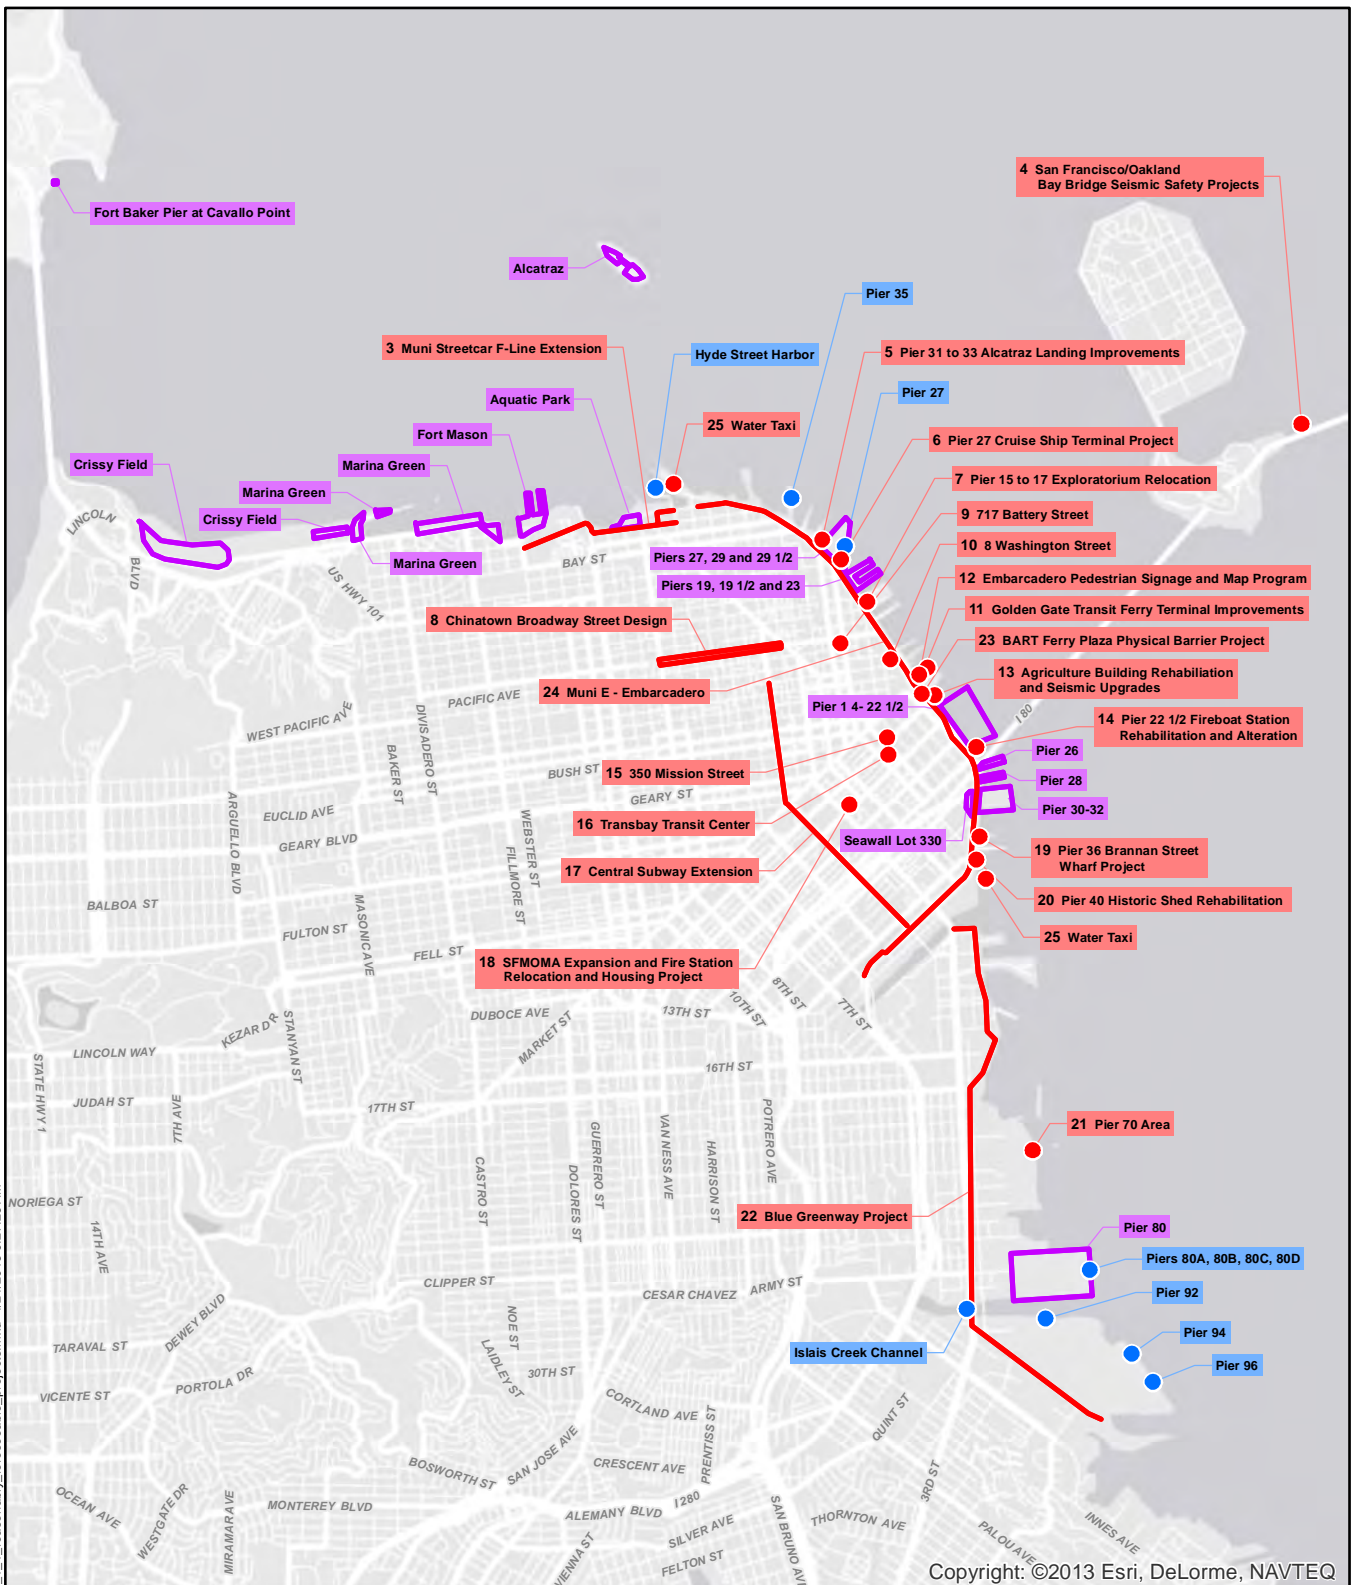 4 San Francisco/Oakland
Bay Bridge Seismic Safety Projects
Fort Baker Pier at Cavallo Point
Alcatraz
Pier 35
3 Muni Streetcar F-Line Extension
Hyde Street Harbor
5 Pier 31 to 33 Alcatraz Landing Improvements
Pier 27
Aquatic Park
25 Water Taxi
Fort Mason
6 Pier 27 Cruise Ship Terminal Project
Crissy Field
Marina Green
7 Pier 15 to 17 Exploratorium Relocation
Marina Green
Crissy Field
9 717 Battery Street
LINCOLN
BLVD
10 8 Washington Street
Piers 27, 29 and 29 1/2
BAY ST
Marina Green
US HWY 101
12 Embarcadero Pedestrian Signage and Map Program
Piers 19, 19 1/2 and 23
11 Golden Gate Transit Ferry Terminal Improvements
8 Chinatown Broadway Street Design
23 BART Ferry Plaza Physical Barrier Project
13 Agriculture Building Rehabiliation
and Seismic Upgrades
24 Muni E - Embarcadero
PACIFIC AVE
Pier 1 4- 22 1/2
I 80
WEST PACIFIC AVE
DIVISADERO ST
14 Pier 22 1/2 Fireboat Station
Rehabilitation and Alteration
Pier 26
BAKER ST
BUSH ST
15 350 Mission Street
Pier 28
GEARY ST
ARGUELLO BLVD
EUCLID AVE
Pier 30-32
WEBSTER ST
16 Transbay Transit Center
GEARY BLVD
Seawall Lot 330
FILLMORE ST
19 Pier 36 Brannan Street
Wharf Project
17 Central Subway Extension
BALBOA ST
MASONIC AVE
20 Pier 40 Historic Shed Rehabilitation
FULTON ST
25 Water Taxi
FELL ST
18 SFMOMA Expansion and Fire Station
Relocation and Housing Project
8TH ST
10TH ST
7TH ST
DUBOCE AVE
13TH ST
KEZAR DR
STANYAN ST
MARKET ST
LINCOLN WAY
STATE HWY 1
16TH ST
JUDAH ST
7TH AVE
17TH ST
POTRERO AVE
21 Pier 70 Area
VAN NESS AVE
GUERRERO ST
HARRISON ST
CASTRO ST
DOLORES ST
NORIEGA ST
14TH AVE
22 Blue Greenway Project
Pier 80
Piers 80A, 80B, 80C, 80D
CLIPPER ST
ARMY ST
CESAR CHAVEZ
Pier 92
DEWEY BLVD
NOE ST
Pier 94
TARAVAL ST
Islais Creek Channel
LAIDLEY ST
Pier 96
30TH ST
PORTOLA DR
VICENTE ST
CORTLAND AVE
QUINT ST
PRENTISS ST
SAN JOSE AVE
CRESCENT AVE
BOSWORTH ST
3RD ST
OCEAN AVE
WESTGATE DR
MIRAMAR AVE
MONTEREY BLVD
I 280
ALEMANY BLVD
SAN BRUNO AVE
THORNTON AVE
SILVER AVE
PALOU AVE
INNES AVE
VIENNA ST
FELTON ST
Copyright: ©2013 Esri, DeLorme, NAVTEQ